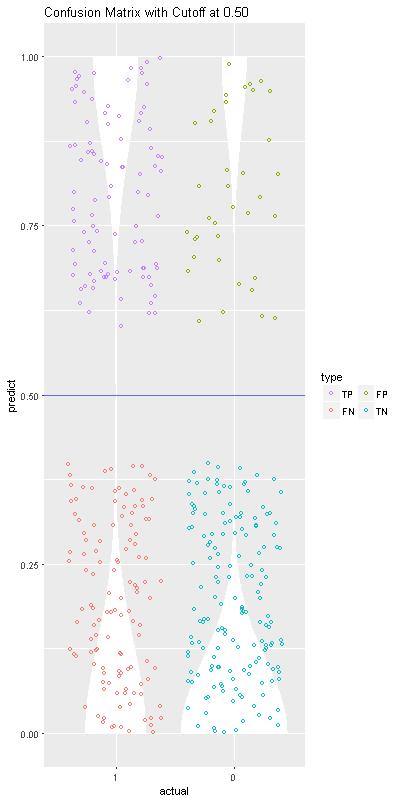 Confusion Matrix with Cutoff at 0.50
1.00
0.75
0.50
0.25
0.00
predict
1 0
actual
type
TP FP
FN TN